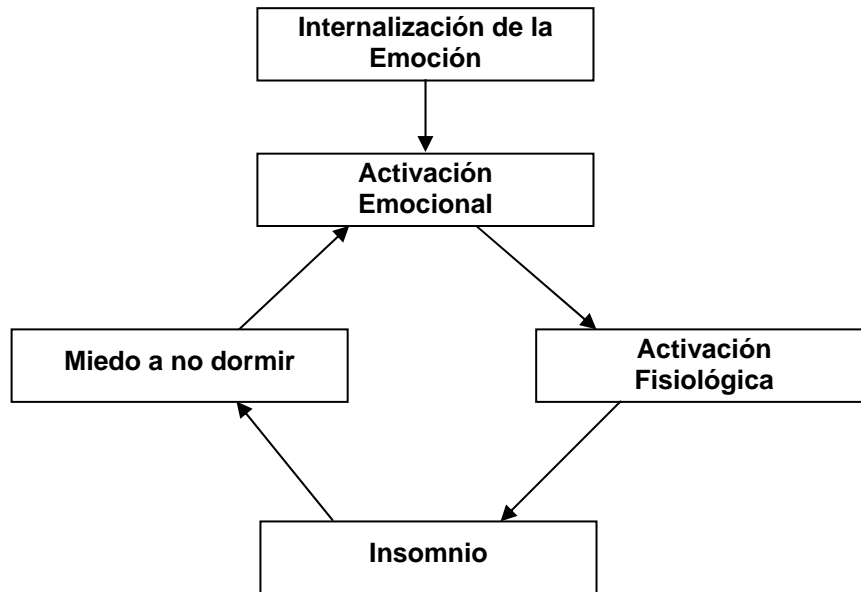 Internalización de la
Emoción
Activación
Emocional
Miedo a no dormir
Activación
Fisiológica
Insomnio